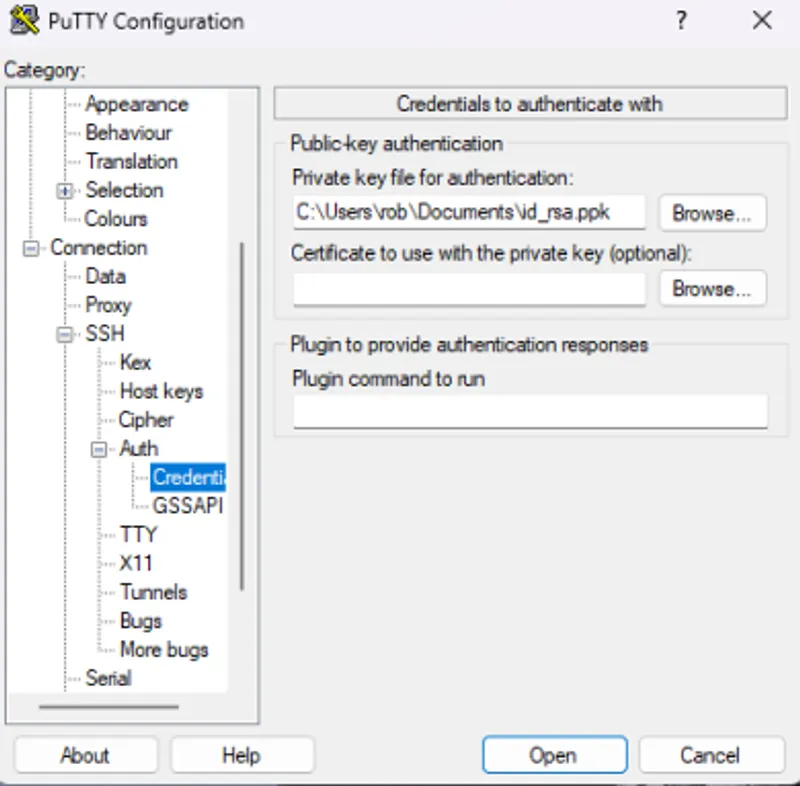 PuTTY Configuration
?
Category:
Appearance
Behaviour
Translation
Selection
Colours
Connection
Data
Proxy
SSH
Kex
Host keys
Cipher
Auth
Credenti
GSSAPI
TTY
X11
Tunnels
Bugs
More bugs
Serial
Credentials to authenticate with
Public-key authentication
Private key file for authentication:
C:\Users\rob\Documents\id_rsa.ppk
Browse...
Certificate to use with the private key (optional):
Browse...
Plugin to provide authentication responses
Plugin command to run
About
Help
Open
Cancel